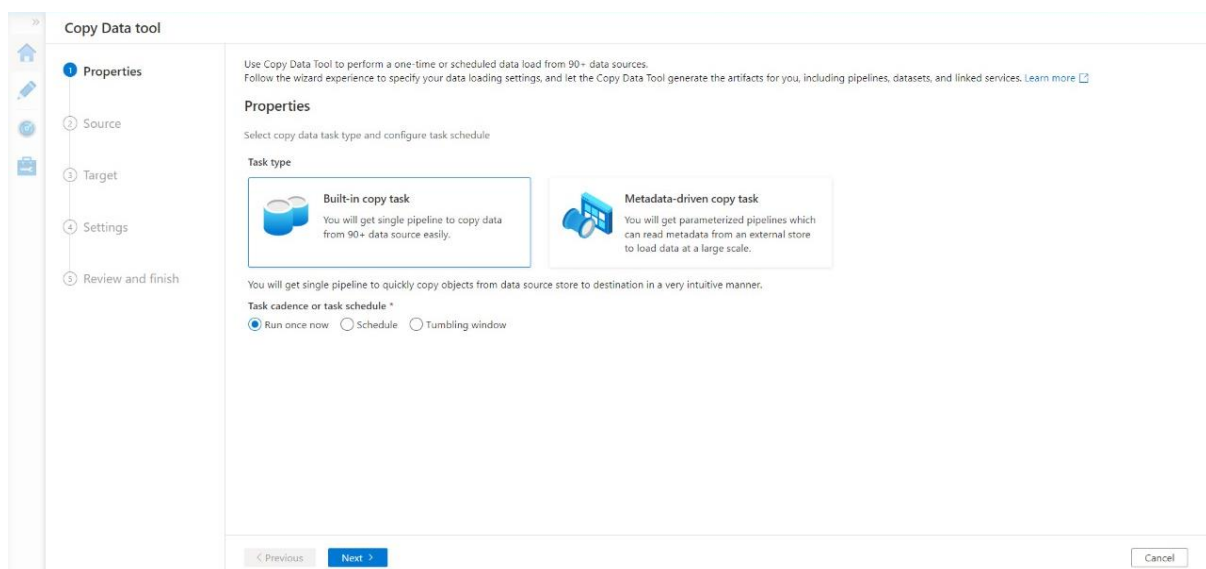 »
Copy Data tool
1 Properties
2 Source
3 Target
4 Settings
5 Review and finish
Use Copy Data Tool to perform a one-time or scheduled data load from 90+ data sources.
Follow the wizard experience to specify your data loading settings, and let the Copy Data Tool generate the artifacts for you, including pipelines, datasets, and linked services. Learn more
Properties
Select copy data task type and configure task schedule
Task type
Built-in copy task
You will get single pipeline to copy data
from 90+ data source easily.
Metadata-driven copy task
You will get parameterized pipelines which
can read metadata from an external store
to load data at a large scale.
You will get single pipeline to quickly copy objects from data source store to destination in a very intuitive manner.
Task cadence or task schedule *
Run once now Schedule Tumbling window
< Previous Next > Cancel